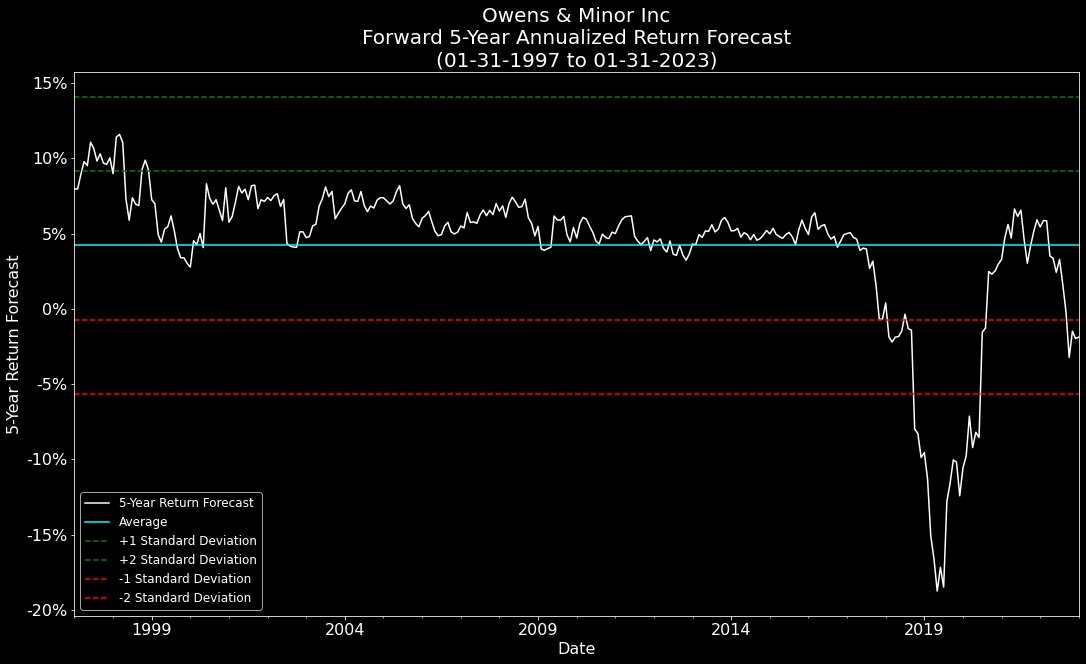 Owens & Minor Inc
Forward 5-Year Annualized Return Forecast
(01-31-1997 to 01-31-2023)
15%
10%
5%
0%
-5%
-10%
-15%
-20%
5-Year Return Forecast
5-Year Return Forecast
Average
+1 Standard Deviation
+2 Standard Deviation
-1 Standard Deviation
-2 Standard Deviation
1999 2004 2009 2014 2019
Date